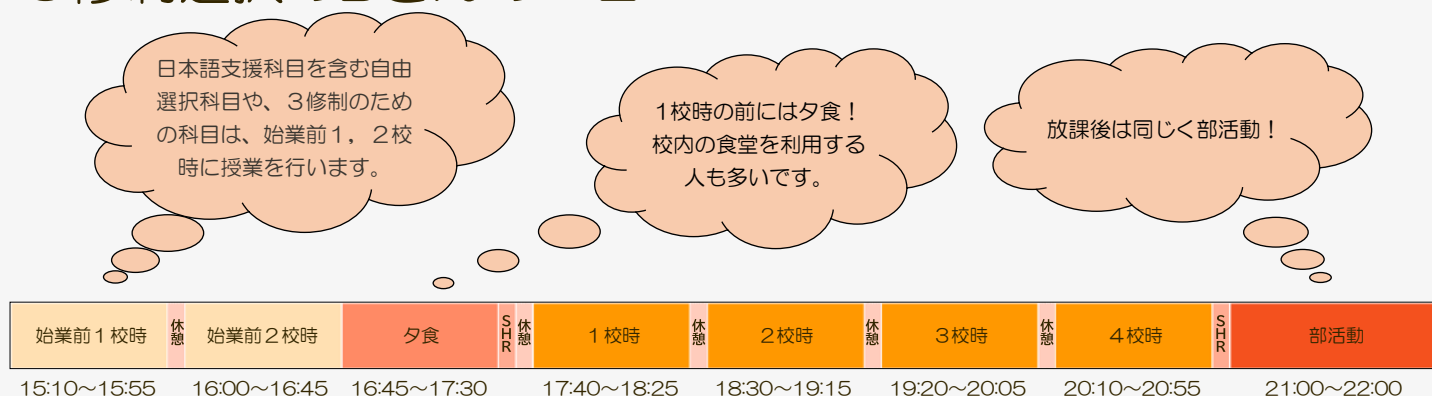 日本語支援科目を含む自由
選択科目や、３修制のため
の科目は、始業前１，２校
時に授業を行います。
１校時の前には夕食！
校内の食堂を利用する
人も多いです。
放課後は同じく部活動！
始業前１校時
休憩
始業前２校時
夕食
SHR
休憩
１校時
休憩
２校時
休憩
３校時
休憩
４校時
SHR
部活動
15:10～15:55
16:00～16:45
16:45～17:30
17:40～18:25
18:30～19:15
19:20～20:05
20:10～20:55
21:00～22:00